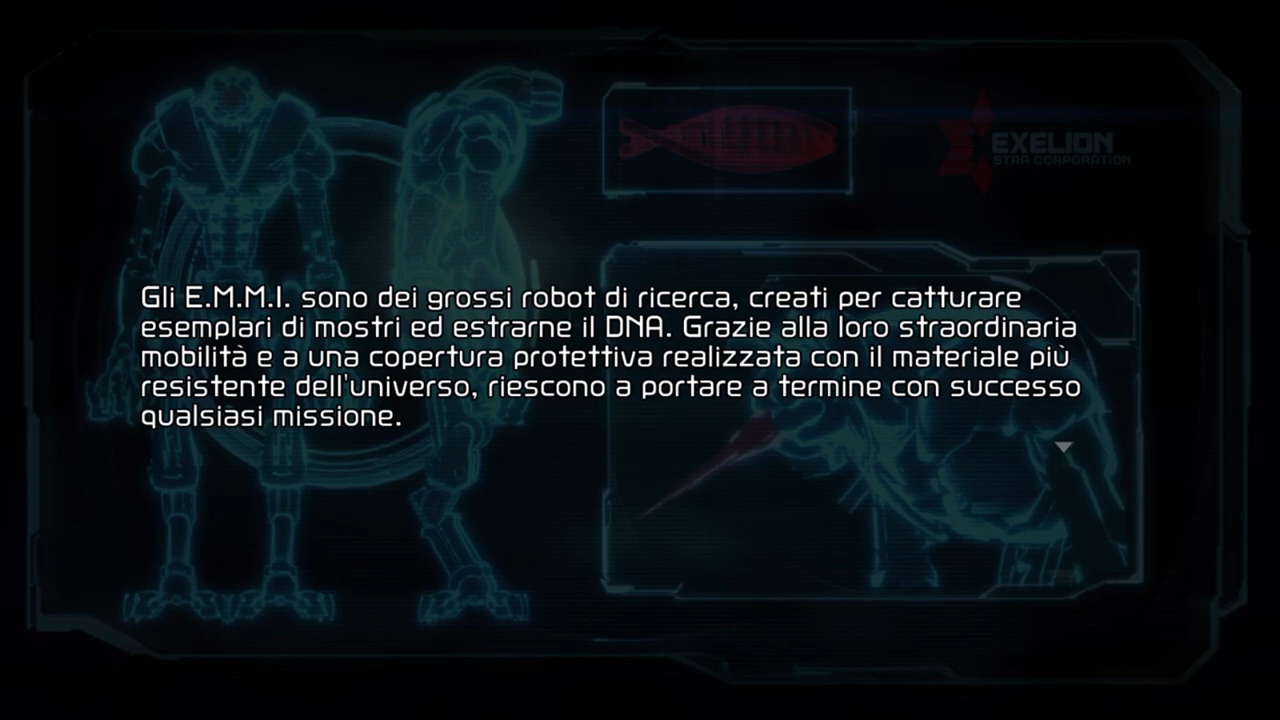 EXELION
STAR CORPORATION
Gli E.M.M.I. sono dei grossi robot di ricerca, creati per catturare
esemplari di mostri ed estrarne il DNA. Grazie alla loro straordinaria
mobilità e a una copertura protettiva realizzata con il materiale più
resistente dell'universo, riescono a portare a termine con successo
qualsiasi missione.